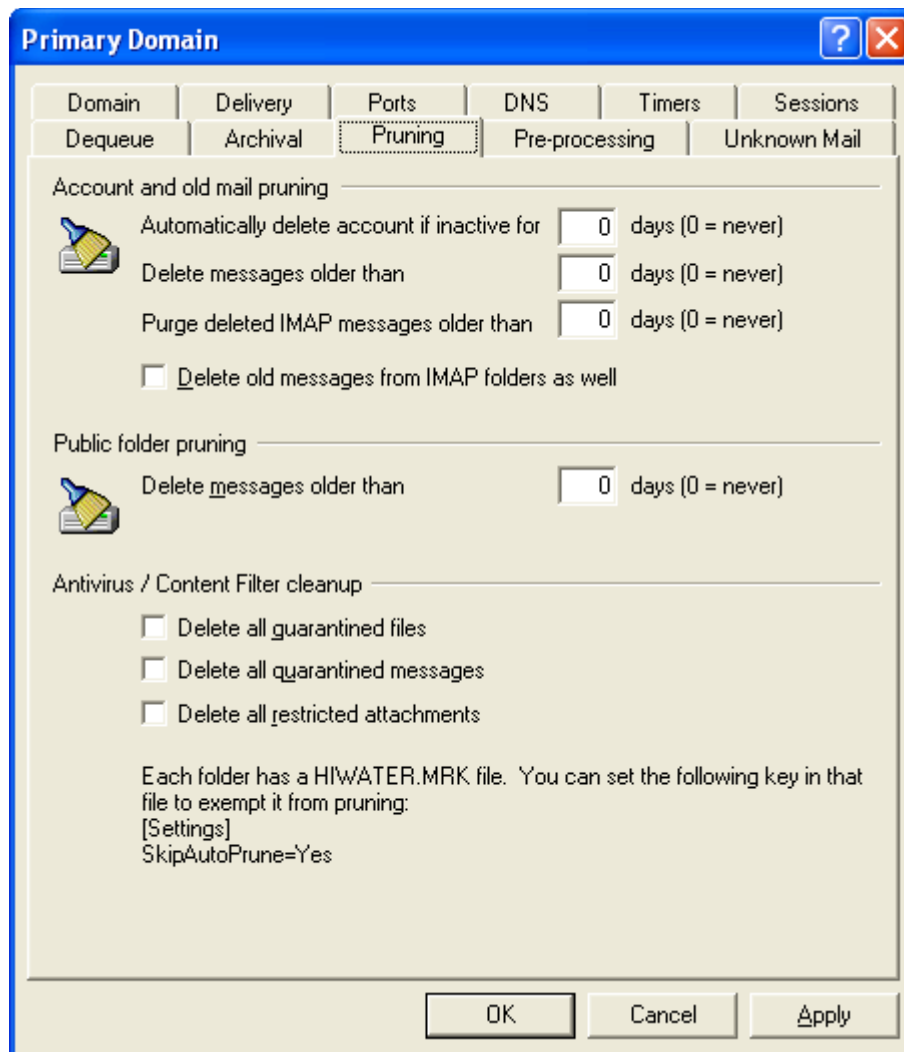 Primary Domain
Domain Delivery Ports DNS Timers Sessions
Dequeue Archival Pruning Pre-processing Unknown Mail
Account and old mail pruning
Automatically delete account if inactive for 0 days (0 = never)
Delete messages older than 0 days (0 = never)
Purge deleted IMAP messages older than 0 days (0 = never)
Delete old messages from IMAP folders as well
Public folder pruning
Delete messages older than 0 days (0 = never)
Antivirus / Content Filter cleanup
Delete all quarantined files
Delete all quarantined messages
Delete all restricted attachments
Each folder has a HIWATER.MRK file. You can set the following key in that
file to exempt it from pruning:
[Settings]
SkipAutoPrune=Yes
OK Cancel Apply